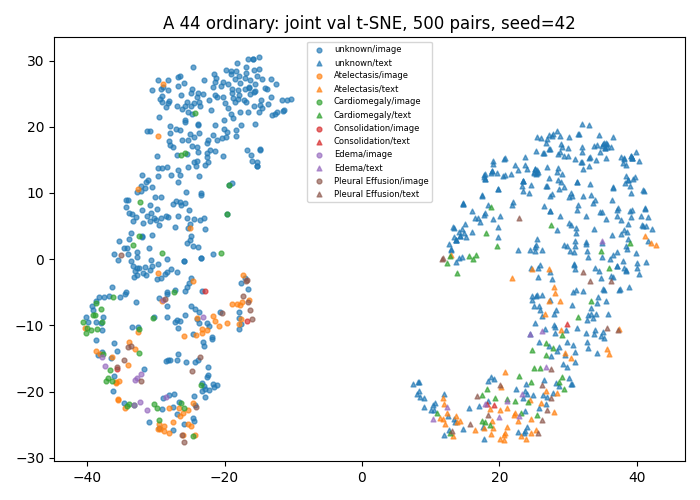 A 44 ordinary: joint val t-SNE, 500 pairs, seed=42
unknown/image
unknown/text
Atelectasis/image
Atelectasis/text
Cardiomegaly/image
Cardiomegaly/text
Consolidation/image
Consolidation/text
Edema/image
Edema/text
Pleural Effusion/image
Pleural Effusion/text
30
20
10
0
−10
−20
−30
−40 −20 0 20 40